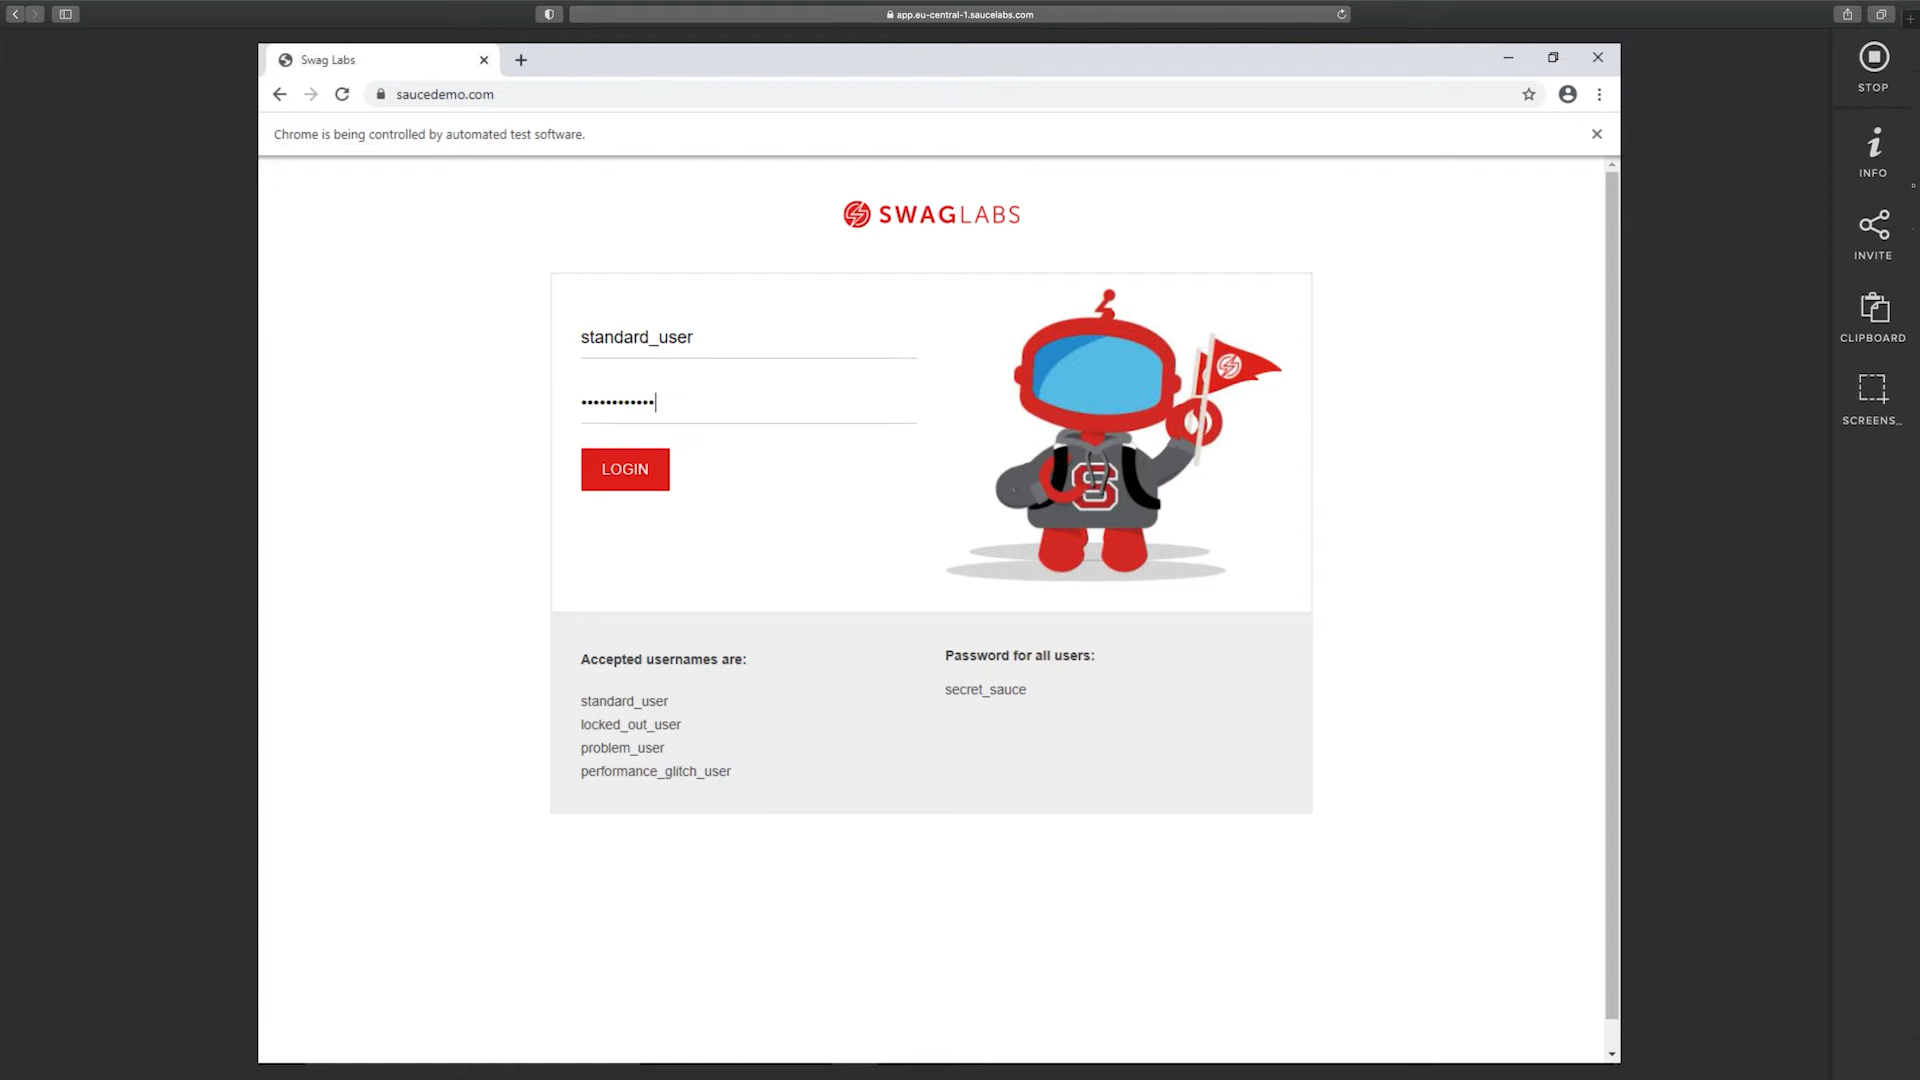 app.eu-central-1.saucelabs.com
Swag Labs
saucedemo.com
Chrome is being controlled by automated test software.
STOP
INFO
INVITE
CLIPBOARD
SCREENS...
SWAGLABS
standard_user
••••••••••••
LOGIN
S
Accepted usernames are:
standard_user
locked_out_user
problem_user
performance_glitch_user
Password for all users:
secret_sauce